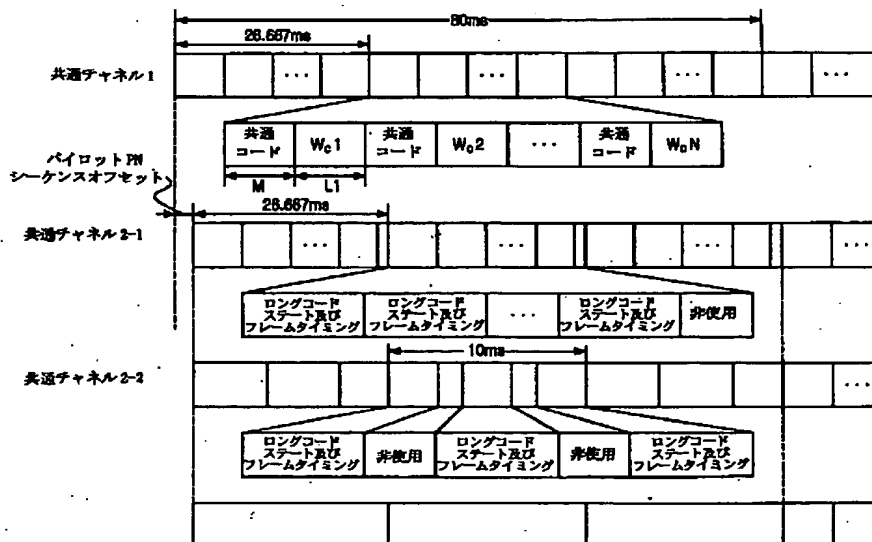 80ms
26.667ms
共通チャネル1
... ... ... ...
共通
コード
Wc1
共通
コード
Wc2
...
共通
コード
WcN
パイロットPN
シーケンスオフセット
M
L1
26.667ms
共通チャネル2-1
... ... ... ...
ロングコード
ステート及び
フレームタイミング
ロングコード
ステート及び
フレームタイミング
...
ロングコード
ステート及び
フレームタイミング
非使用
10ms
共通チャネル2-2
...
ロングコード
ステート及び
フレームタイミング
非使用
ロングコード
ステート及び
フレームタイミング
非使用
ロングコード
ステート及び
フレームタイミング